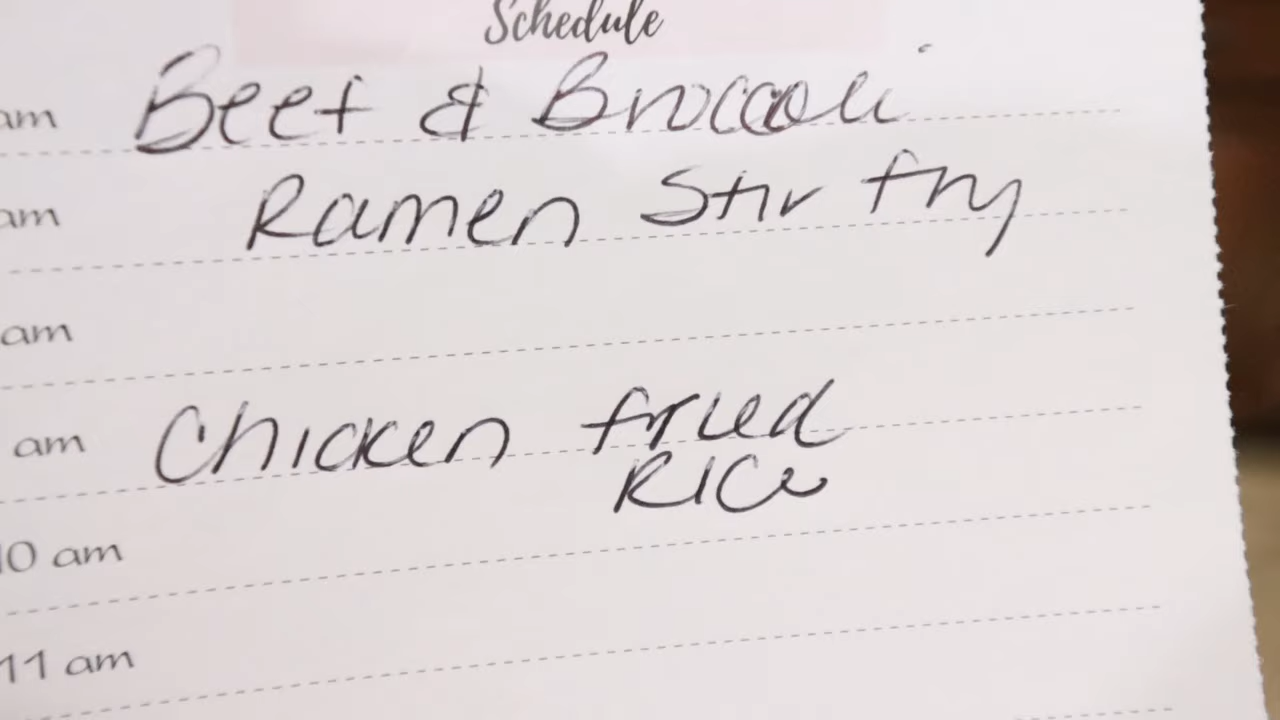 Schedule
am Beef & Broccoli
am Ramen Stir fry
am
am Chicken fried
Rice
10 am
11 am